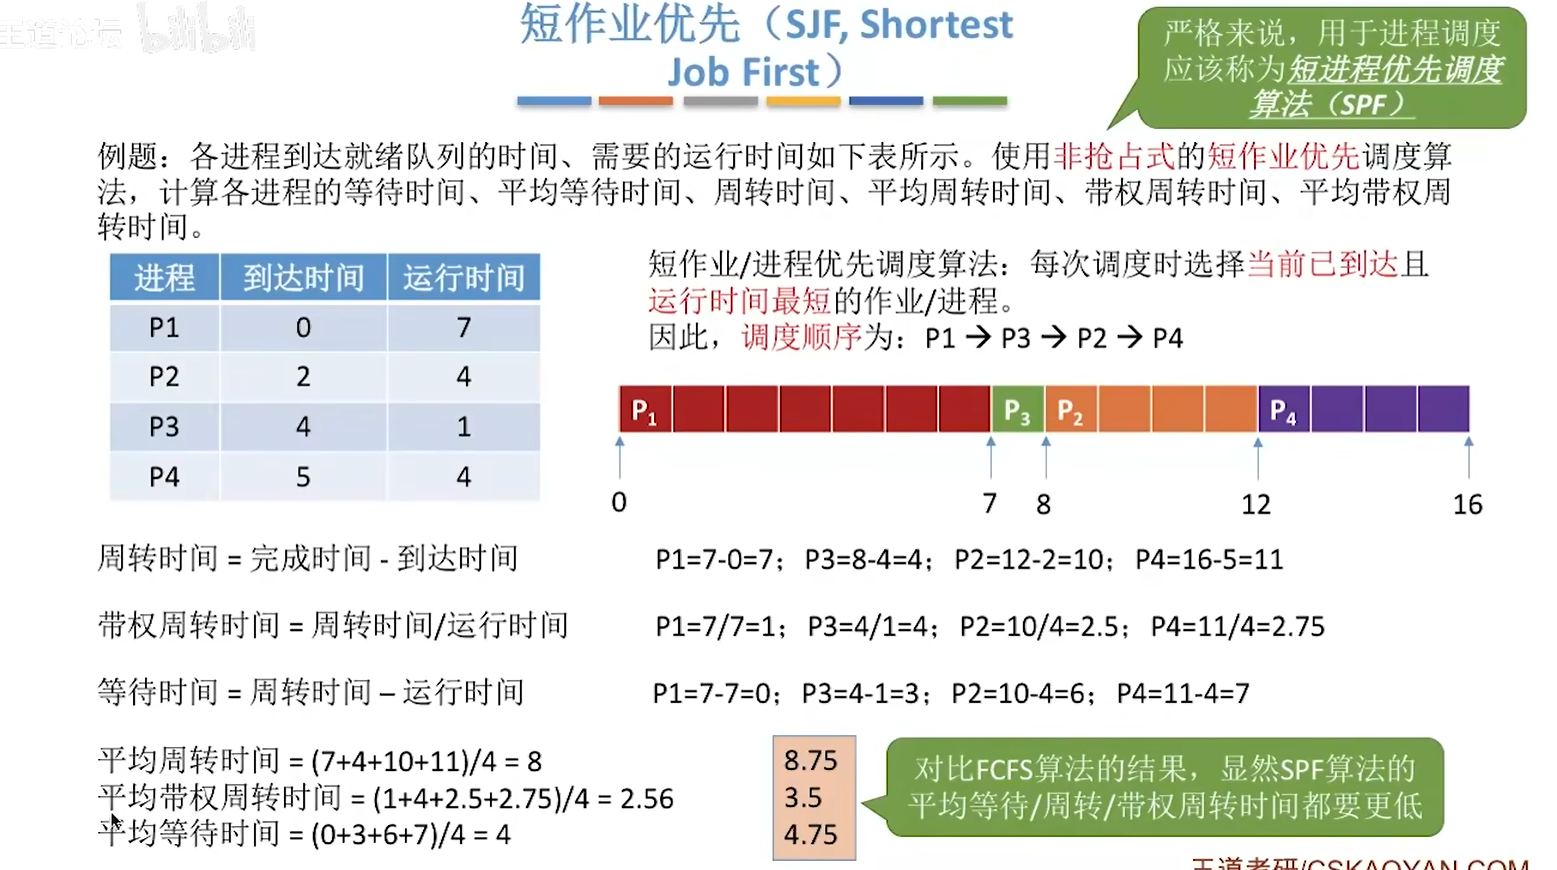 王道论坛 bilibili
短作业优先（SJF, Shortest
Job First）
严格来说，用于进程调度
应该称为短进程优先调度
算法（SPF）
例题：各进程到达就绪队列的时间、需要的运行时间如下表所示。使用非抢占式的短作业优先调度算
法，计算各进程的等待时间、平均等待时间、周转时间、平均周转时间、带权周转时间、平均带权周
转时间。
进程 到达时间 运行时间
P1 0 7
P2 2 4
P3 4 1
P4 5 4
短作业/进程优先调度算法：每次调度时选择当前已到达且
运行时间最短的作业/进程。
因此，调度顺序为：P1 → P3 → P2 → P4
P1 P3 P2 P4
0 7 8 12 16
周转时间 = 完成时间 - 到达时间
P1=7-0=7；P3=8-4=4；P2=12-2=10；P4=16-5=11
带权周转时间 = 周转时间/运行时间
P1=7/7=1；P3=4/1=4；P2=10/4=2.5；P4=11/4=2.75
等待时间 = 周转时间 – 运行时间
P1=7-7=0；P3=4-1=3；P2=10-4=6；P4=11-4=7
平均周转时间 = (7+4+10+11)/4 = 8
平均带权周转时间 = (1+4+2.5+2.75)/4 = 2.56
平均等待时间 = (0+3+6+7)/4 = 4
8.75
3.5
4.75
对比FCFS算法的结果，显然SPF算法的
平均等待/周转/带权周转时间都要更低
王道考研/CSKAOYAN.COM